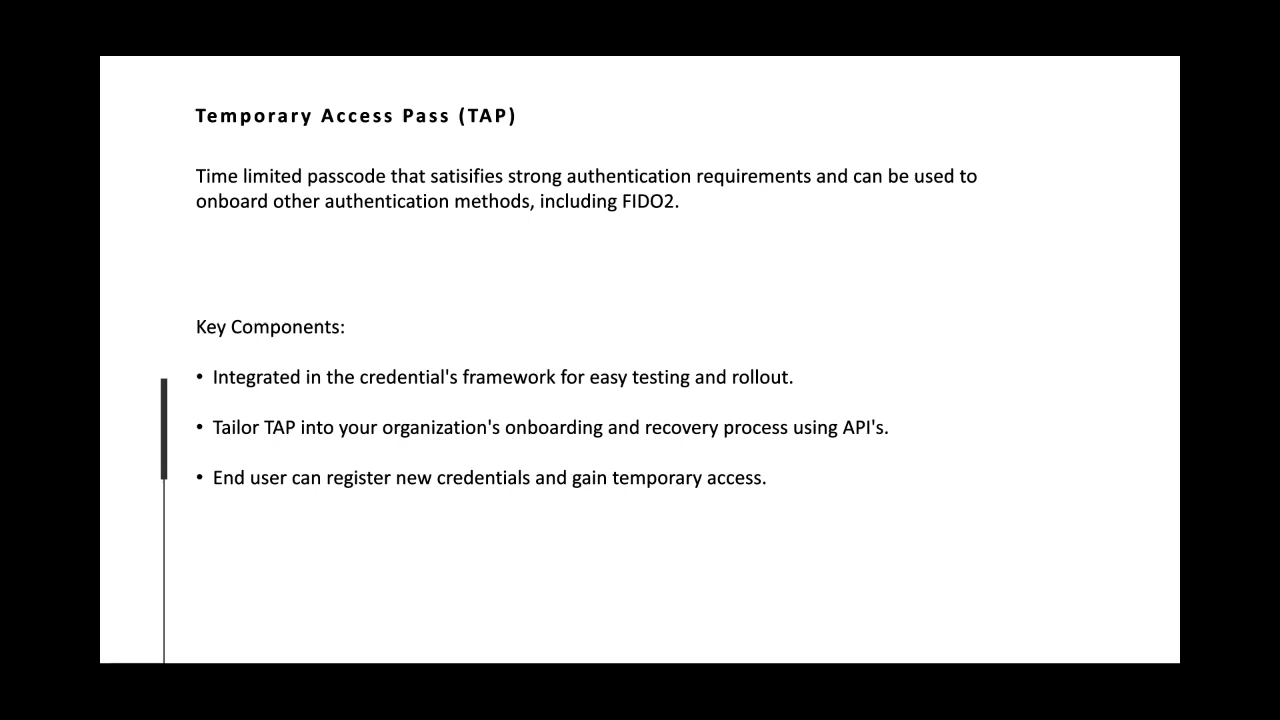 Temporary Access Pass (TAP)
Time limited passcode that satisifies strong authentication requirements and can be used to
onboard other authentication methods, including FIDO2.
Key Components:
• Integrated in the credential's framework for easy testing and rollout.
• Tailor TAP into your organization's onboarding and recovery process using API's.
• End user can register new credentials and gain temporary access.